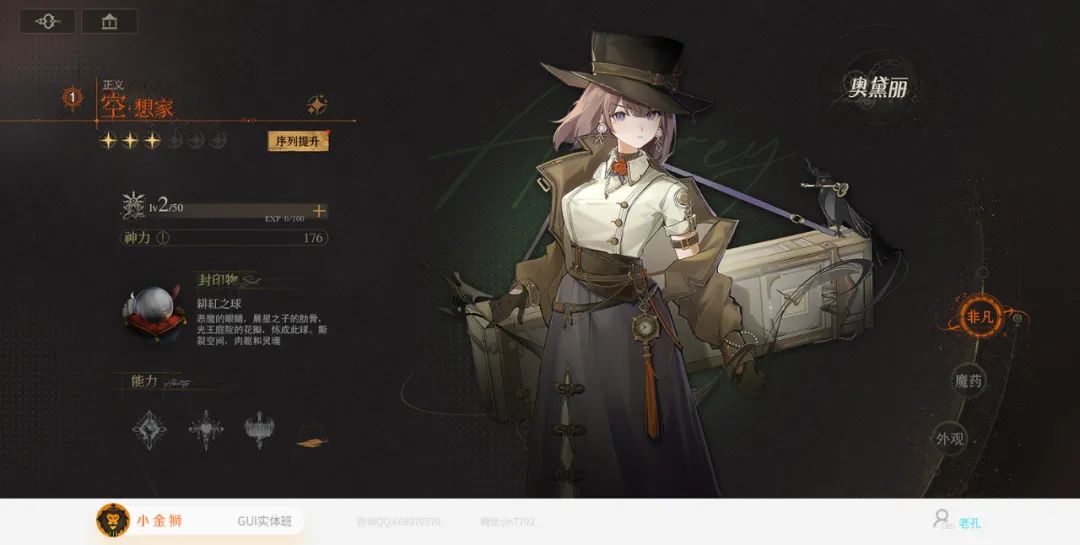 奥黛丽
1
正义
空·想家
序列提升
lv2/50
EXP 0/100
神力
176
封印物
緋紅之球
恶魔的眼睛，晨星之子的肋骨，
光王庭院的花瓣，炼成此球，撕
裂空间，肉躯和灵魂
能力 Ability
非凡
魔药
外观
小金狮
GUI实体班
咨询QQ:669970570
微信:jln7702
老孔